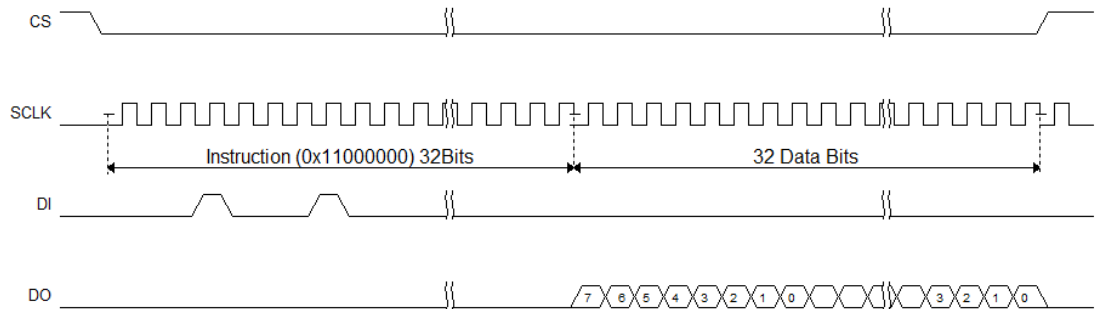 CS
SCLK
Instruction (0x11000000) 32Bits
32 Data Bits
DI
DO
7 6 5 4 3 2 1 0 3 2 1 0